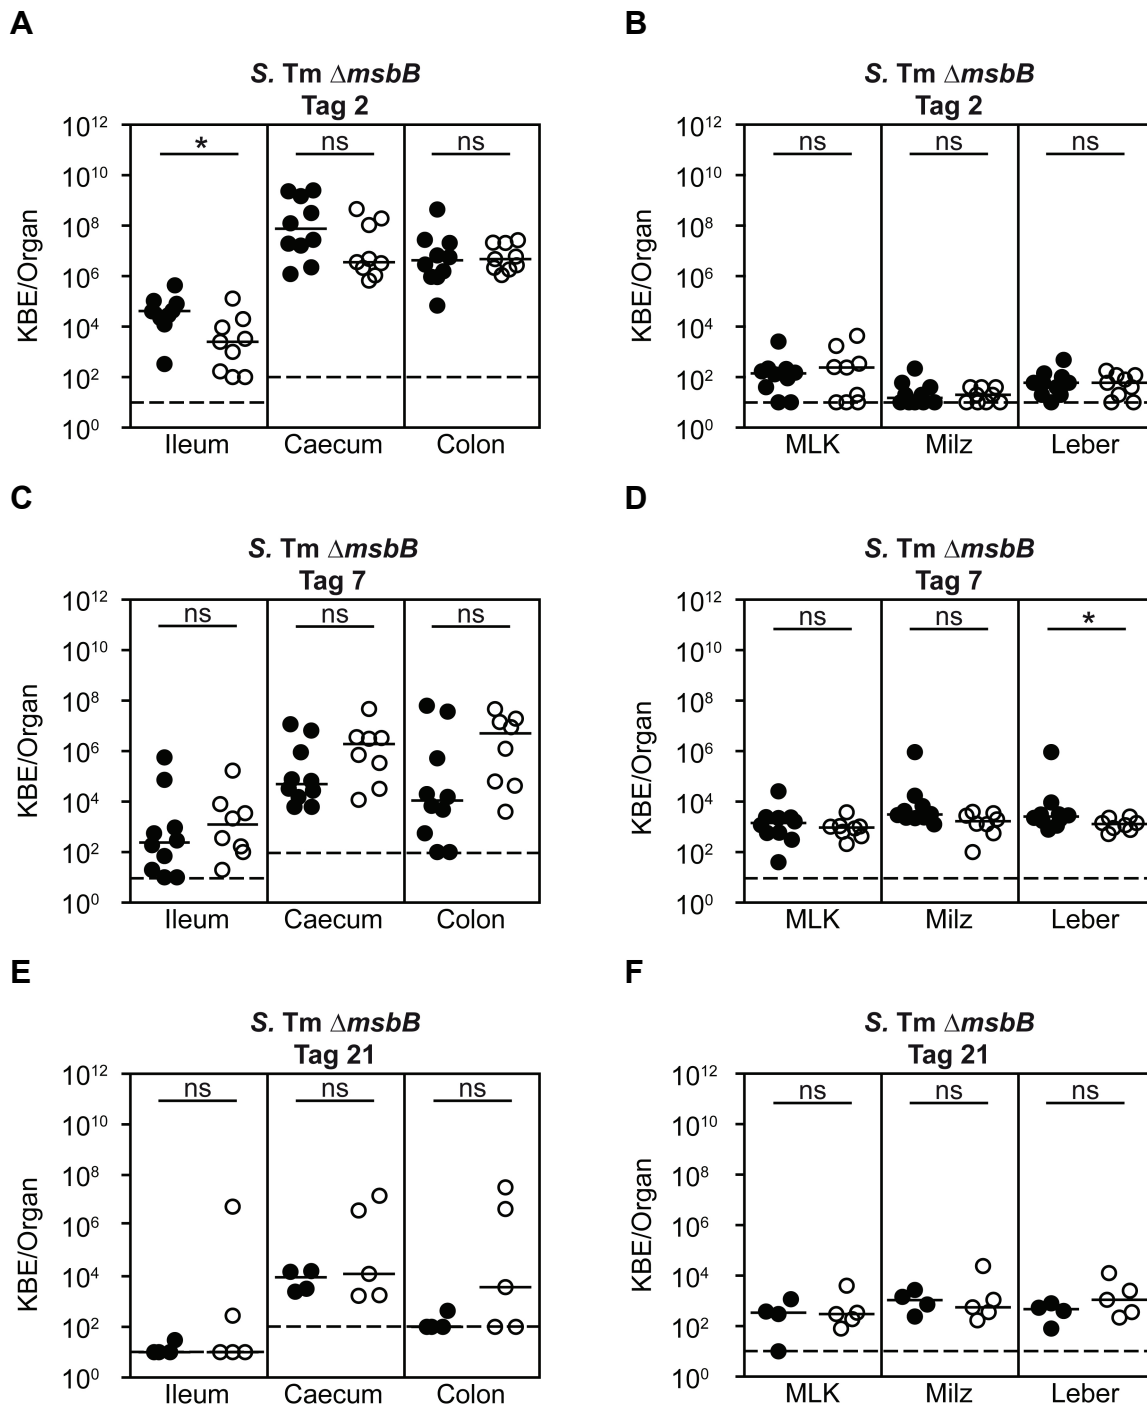 A
S. Tm ΔmsbB
Tag 2
KBE/Organ
10¹²
10¹⁰
10⁸
10⁶
10⁴
10²
10⁰
* ns ns
Ileum Caecum Colon
B
S. Tm ΔmsbB
Tag 2
KBE/Organ
10¹²
10¹⁰
10⁸
10⁶
10⁴
10²
10⁰
ns ns ns
MLK Milz Leber
C
S. Tm ΔmsbB
Tag 7
KBE/Organ
10¹²
10¹⁰
10⁸
10⁶
10⁴
10²
10⁰
ns ns ns
Ileum Caecum Colon
D
S. Tm ΔmsbB
Tag 7
KBE/Organ
10¹²
10¹⁰
10⁸
10⁶
10⁴
10²
10⁰
ns ns *
MLK Milz Leber
E
S. Tm ΔmsbB
Tag 21
KBE/Organ
10¹²
10¹⁰
10⁸
10⁶
10⁴
10²
10⁰
ns ns ns
Ileum Caecum Colon
F
S. Tm ΔmsbB
Tag 21
KBE/Organ
10¹²
10¹⁰
10⁸
10⁶
10⁴
10²
10⁰
ns ns ns
MLK Milz Leber